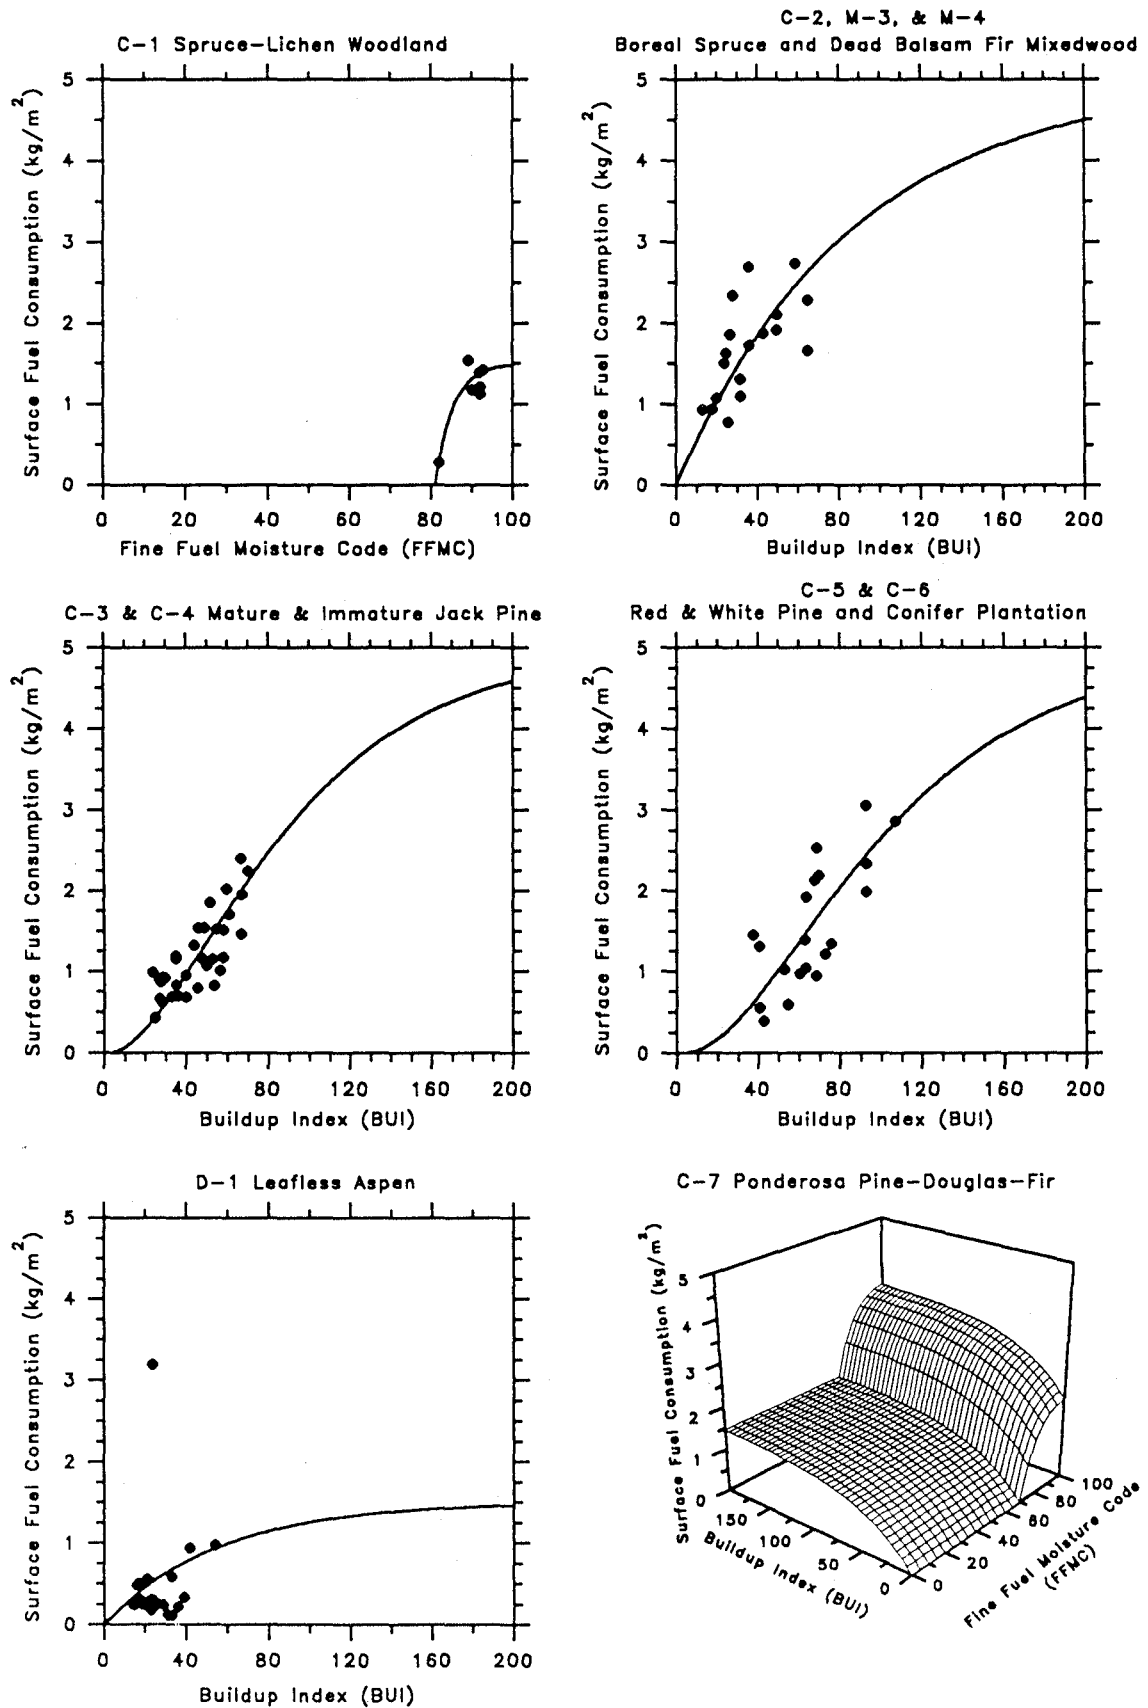 C-1 Spruce-Lichen Woodland
Surface Fuel Consumption (kg/m²)
5
4
3
2
1
0
0 20 40 60 80 100
Fine Fuel Moisture Code (FFMC)
C-2, M-3, & M-4
Boreal Spruce and Dead Balsam Fir Mixedwood
Surface Fuel Consumption (kg/m²)
5
4
3
2
1
0
0 40 80 120 160 200
Buildup Index (BUI)
C-3 & C-4 Mature & Immature Jack Pine
Surface Fuel Consumption (kg/m²)
5
4
3
2
1
0
0 40 80 120 160 200
Buildup Index (BUI)
C-5 & C-6
Red & White Pine and Conifer Plantation
Surface Fuel Consumption (kg/m²)
5
4
3
2
1
0
0 40 80 120 160 200
Buildup Index (BUI)
D-1 Leafless Aspen
Surface Fuel Consumption (kg/m²)
5
4
3
2
1
0
0 40 80 120 160 200
Buildup Index (BUI)
C-7 Ponderosa Pine-Douglas-Fir
Surface Fuel Consumption (kg/m²)
5
4
3
2
1
0
150 100 50 0
Buildup Index (BUI)
0 20 40 60 80 100
Fine Fuel Moisture Code
(FFMC)